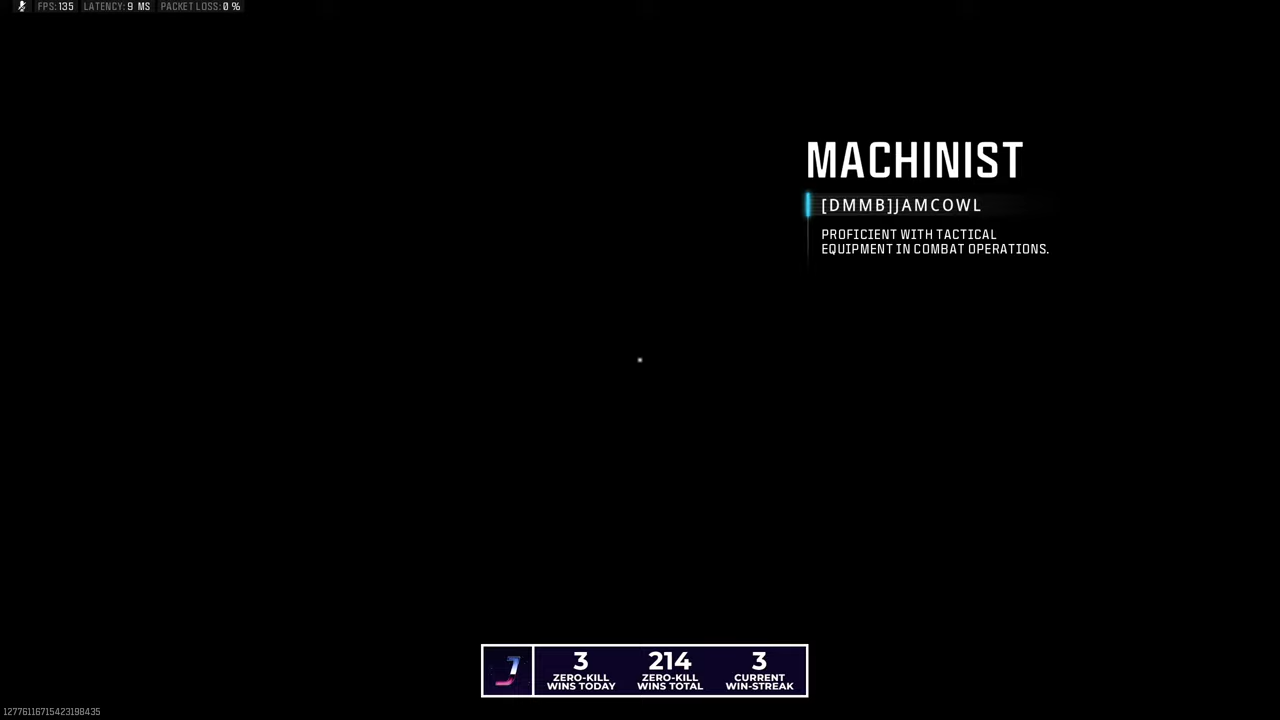 FPS: 135 LATENCY: 9 MS PACKET LOSS: 0 %
MACHINIST
[DMMB]JAMCOWL
PROFICIENT WITH TACTICAL
EQUIPMENT IN COMBAT OPERATIONS.
J
3
ZERO-KILL
WINS TODAY
214
ZERO-KILL
WINS TOTAL
3
CURRENT
WIN-STREAK
12776116715423198435